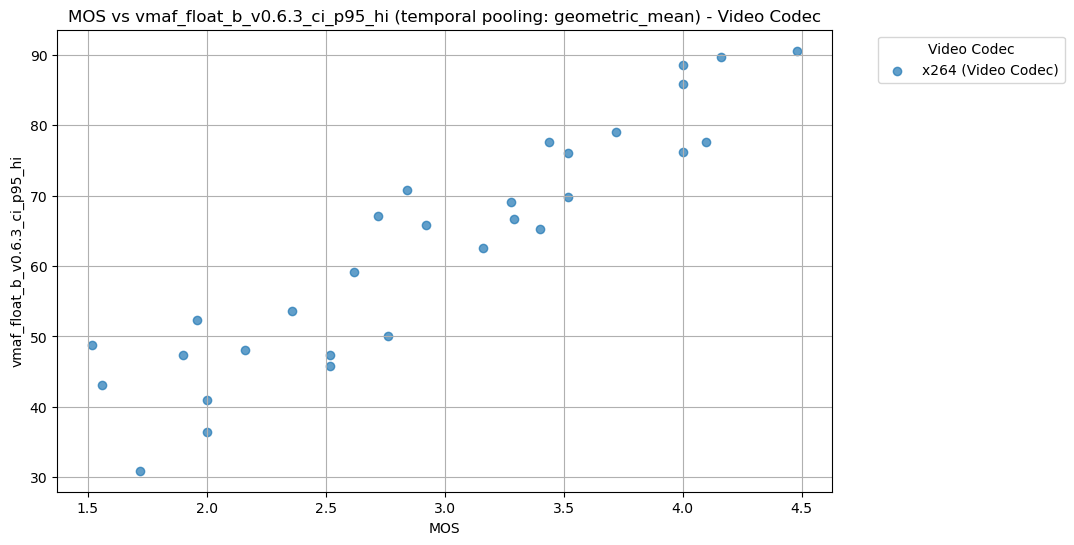 MOS vs vmaf_float_b_v0.6.3_ci_p95_hi (temporal pooling: geometric_mean) - Video Codec
Video Codec
x264 (Video Codec)
vmaf_float_b_v0.6.3_ci_p95_hi
90
80
70
60
50
40
30
1.5 2.0 2.5 3.0 3.5 4.0 4.5
MOS